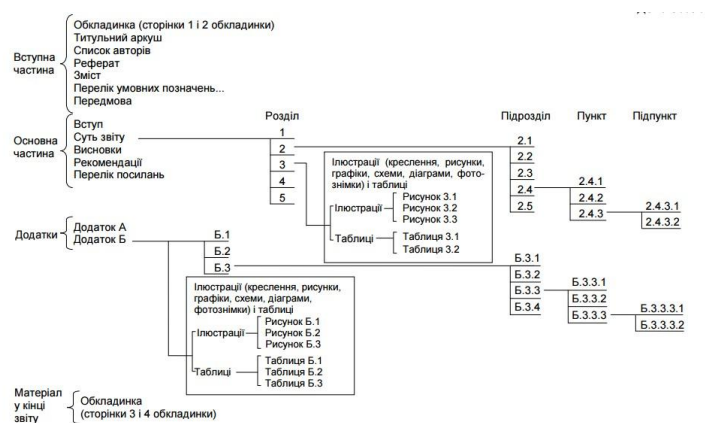 Обкладинка (сторінки 1 і 2 обкладинки)
Титульний аркуш
Список авторів
Вступна
частина
Реферат
Зміст
Перелік умовних позначень...
Передмова
Розділ
Підрозділ
Пункт
Підпункт
Основна
частина
Вступ
Суть звіту
Висновки
Рекомендації
Перелік посилань
1
2
3
4
5
2.1
2.2
2.3
2.4
2.5
2.4.1
2.4.2
2.4.3
2.4.3.1
2.4.3.2
Ілюстрації (креслення, рисунки,
графіки, схеми, діаграми, фото-
знімки) і таблиці
Ілюстрації
Рисунок 3.1
Рисунок 3.2
Рисунок 3.3
Таблиці
Таблиця 3.1
Таблиця 3.2
Додатки
Додаток А
Додаток Б
Б.1
Б.2
Б.3
Б.3.1
Б.3.2
Б.3.3
Б.3.4
Б.3.3.1
Б.3.3.2
Б.3.3.3
Б.3.3.3.1
Б.3.3.3.2
Ілюстрації (креслення, рисунки,
графіки, схеми, діаграми,
фотознімки) і таблиці
Ілюстрації
Рисунок Б.1
Рисунок Б.2
Рисунок Б.3
Таблиці
Таблиця Б.1
Таблиця Б.2
Таблиця Б.3
Матеріал
у кінці
звіту
Обкладинка
(сторінки 3 і 4 обкладинки)